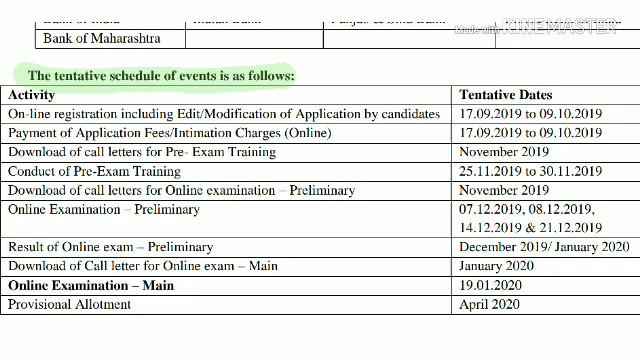 Made with KINEMASTER
Bank of Maharashtra
The tentative schedule of events is as follows:
Activity Tentative Dates
On-line registration including Edit/Modification of Application by candidates 17.09.2019 to 09.10.2019
Payment of Application Fees/Intimation Charges (Online) 17.09.2019 to 09.10.2019
Download of call letters for Pre- Exam Training November 2019
Conduct of Pre-Exam Training 25.11.2019 to 30.11.2019
Download of call letters for Online examination – Preliminary November 2019
Online Examination – Preliminary 07.12.2019, 08.12.2019,
14.12.2019 & 21.12.2019
Result of Online exam – Preliminary December 2019/ January 2020
Download of Call letter for Online exam – Main January 2020
Online Examination – Main 19.01.2020
Provisional Allotment April 2020